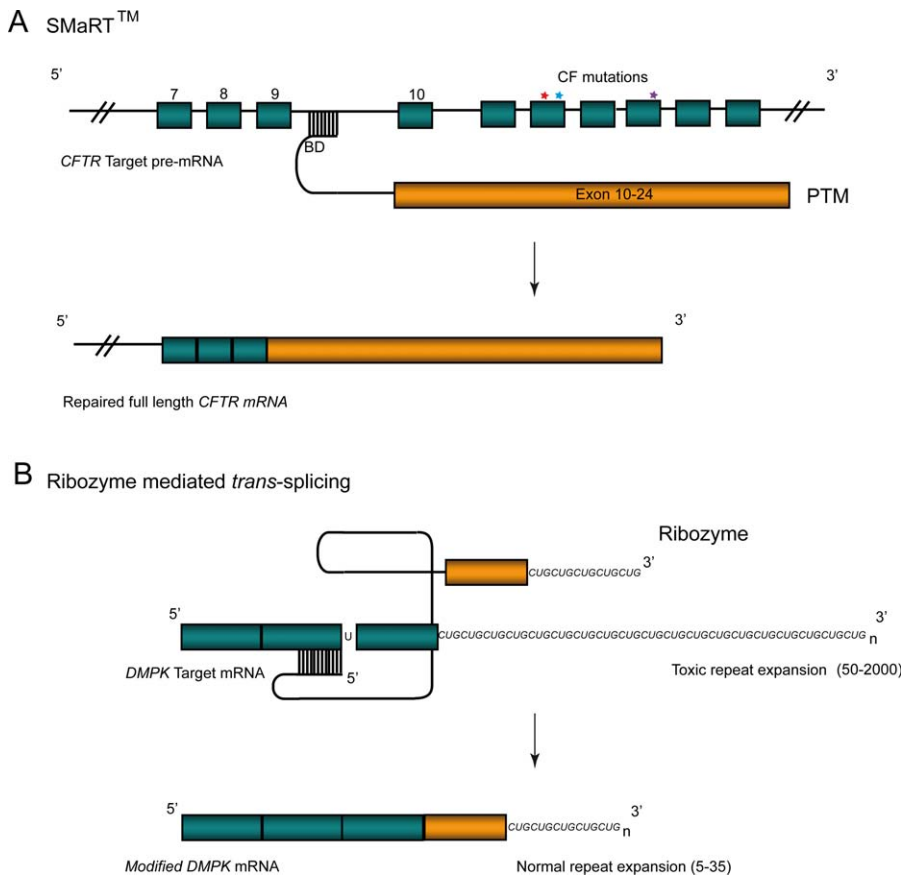 A SMaRT™
5' 3'
CF mutations
7 8 9 10
BD
CFTR Target pre-mRNA
Exon 10-24 PTM
5' 3'
Repaired full length CFTR mRNA
B Ribozyme mediated trans-splicing
Ribozyme
3'
CUGCUGCUGCUGCUG
5' 3'
U CUGCUGCUGCUGCUGCUGCUGCUGCUGCUGCUGCUGCUGCUGCUGCUG n
DMPK Target mRNA 5' Toxic repeat expansion (50-2000)
5' 3'
CUGCUGCUGCUGCUG n
Modified DMPK mRNA Normal repeat expansion (5-35)